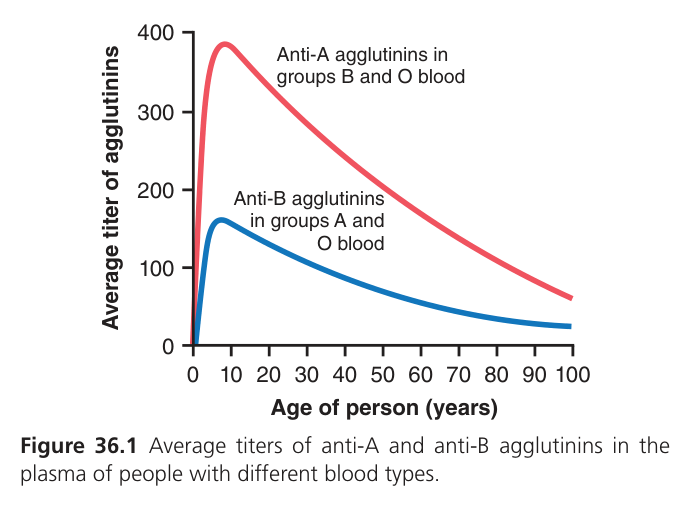 400
300
200
100
0
Average titer of agglutinins
Anti-A agglutinins in
groups B and O blood
Anti-B agglutinins
in groups A and
O blood
0 10 20 30 40 50 60 70 80 90 100
Age of person (years)
Figure 36.1 Average titers of anti-A and anti-B agglutinins in the
plasma of people with different blood types.